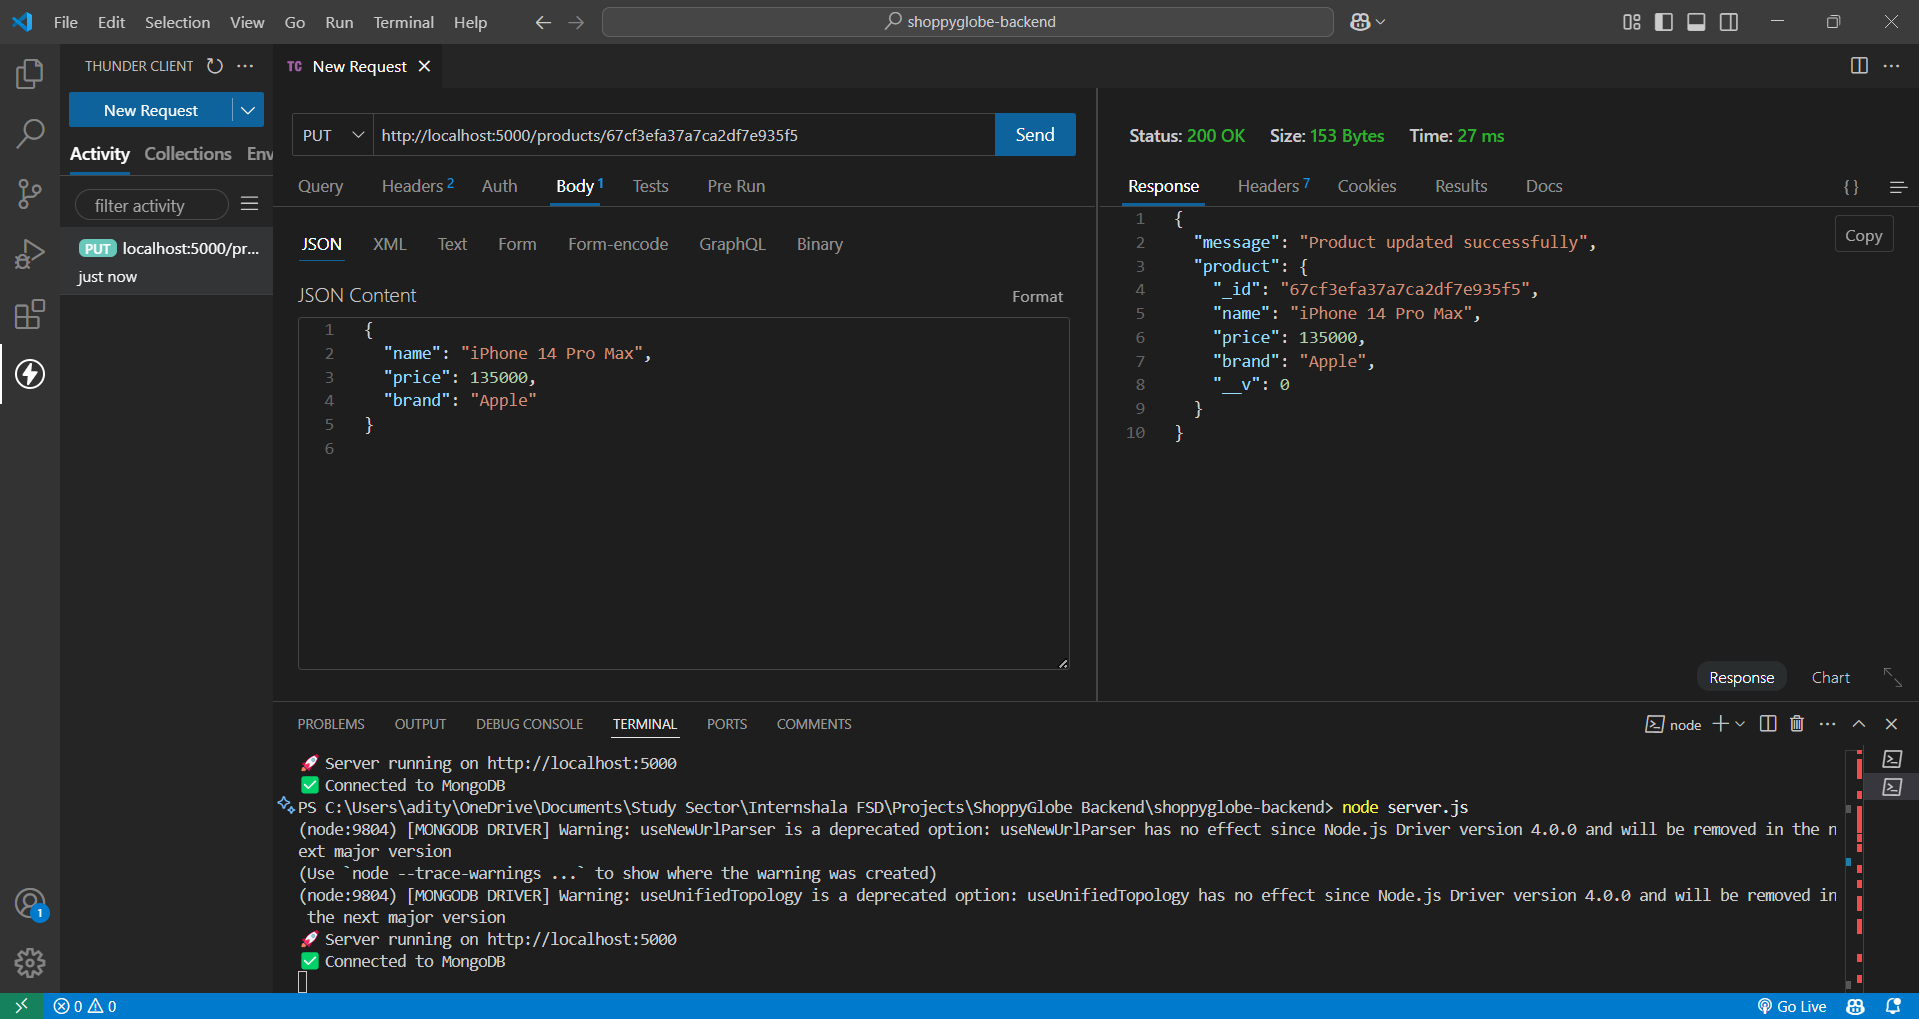 File Edit Selection View Go Run Terminal Help
shoppyglobe-backend
THUNDER CLIENT
New Request
Activity Collections Env
filter activity
PUT localhost:5000/pr...
just now
TC New Request
PUT http://localhost:5000/products/67cf3efa37a7ca2df7e935f5 Send
Query Headers 2 Auth Body 1 Tests Pre Run
JSON XML Text Form Form-encode GraphQL Binary
JSON Content Format
1 {
2 "name": "iPhone 14 Pro Max",
3 "price": 135000,
4 "brand": "Apple"
5 }
6
Status: 200 OK Size: 153 Bytes Time: 27 ms
Response Headers 7 Cookies Results Docs {}
Copy
1 {
2 "message": "Product updated successfully",
3 "product": {
4 "_id": "67cf3efa37a7ca2df7e935f5",
5 "name": "iPhone 14 Pro Max",
6 "price": 135000,
7 "brand": "Apple",
8 "__v": 0
9 }
10 }
Response Chart
PROBLEMS OUTPUT DEBUG CONSOLE TERMINAL PORTS COMMENTS
node
🚀 Server running on http://localhost:5000
✅ Connected to MongoDB
PS C:\Users\adity\OneDrive\Documents\Study Sector\Internshala FSD\Projects\ShoppyGlobe Backend\shoppyglobe-backend> node server.js
(node:9804) [MONGODB DRIVER] Warning: useNewUrlParser is a deprecated option: useNewUrlParser has no effect since Node.js Driver version 4.0.0 and will be removed in the n
ext major version
(Use `node --trace-warnings ...` to show where the warning was created)
(node:9804) [MONGODB DRIVER] Warning: useUnifiedTopology is a deprecated option: useUnifiedTopology has no effect since Node.js Driver version 4.0.0 and will be removed in
the next major version
🚀 Server running on http://localhost:5000
✅ Connected to MongoDB
1
0 0
Go Live